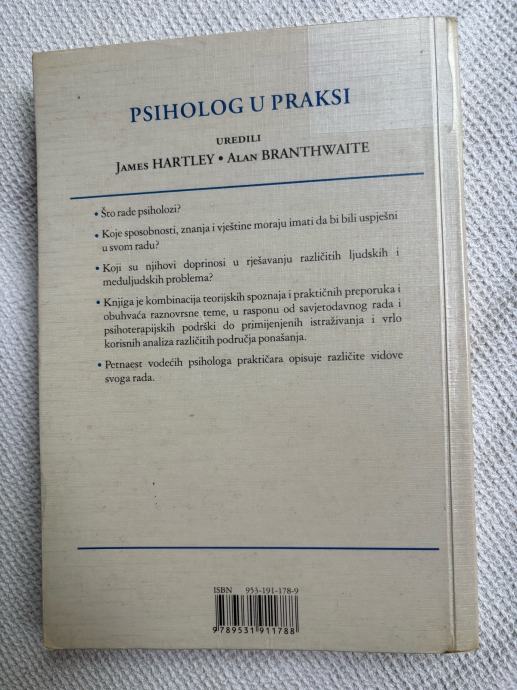 PSIHOLOG U PRAKSI
UREDILI
JAMES HARTLEY • ALAN BRANTHWAITE
• Što rade psiholozi?
• Koje sposobnosti, znanja i vještine moraju imati da bi bili uspješni
u svom radu?
• Koji su njihovi doprinosi u rješavanju različitih ljudskih i
međuljudskih problema?
• Knjiga je kombinacija teorijskih spoznaja i praktičnih preporuka i
obuhvaća raznovrsne teme, u rasponu od savjetodavnog rada i
psihoterapijskih podrški do primijenjenih istraživanja i vrlo
korisnih analiza različitih područja ponašanja.
• Petnaest vodećih psihologa praktičara opisuje različite vidove
svoga rada.
ISBN 953-191-178-9
9 789531 911788